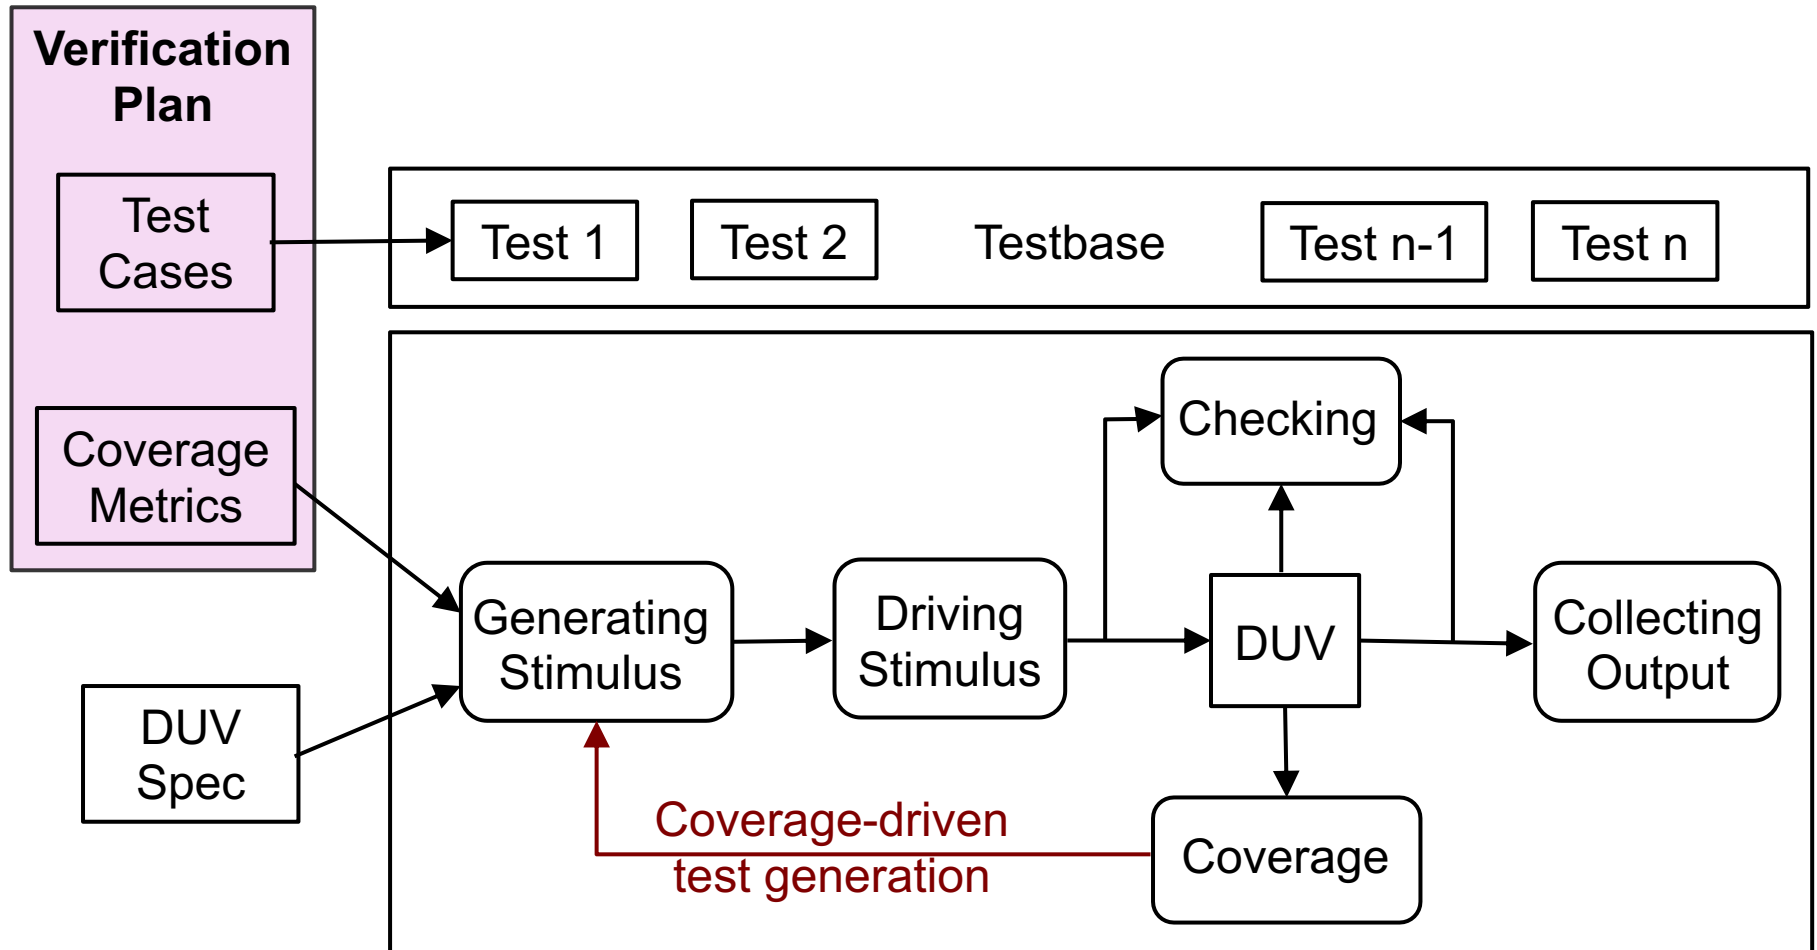 Verification
Plan
Test
Cases
Test 1
Test 2
Testbase
Test n-1
Test n
Coverage
Metrics
Checking
Generating
Stimulus
Driving
Stimulus
DUV
Collecting
Output
DUV
Spec
Coverage-driven
test generation
Coverage